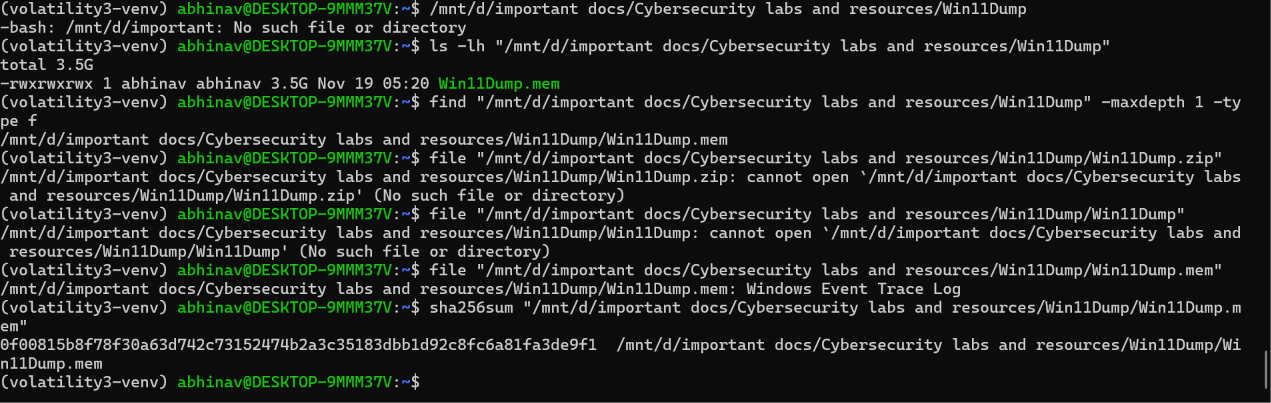 (volatility3-venv) abhinav@DESKTOP-9MMM37V:~$ /mnt/d/important docs/Cybersecurity labs and resources/Win11Dump
-bash: /mnt/d/important: No such file or directory
(volatility3-venv) abhinav@DESKTOP-9MMM37V:~$ ls -lh "/mnt/d/important docs/Cybersecurity labs and resources/Win11Dump"
total 3.5G
-rwxrwxrwx 1 abhinav abhinav 3.5G Nov 19 05:20 Win11Dump.mem
(volatility3-venv) abhinav@DESKTOP-9MMM37V:~$ find "/mnt/d/important docs/Cybersecurity labs and resources/Win11Dump" -maxdepth 1 -ty
pe f
/mnt/d/important docs/Cybersecurity labs and resources/Win11Dump/Win11Dump.mem
(volatility3-venv) abhinav@DESKTOP-9MMM37V:~$ file "/mnt/d/important docs/Cybersecurity labs and resources/Win11Dump/Win11Dump.zip"
/mnt/d/important docs/Cybersecurity labs and resources/Win11Dump/Win11Dump.zip: cannot open `/mnt/d/important docs/Cybersecurity labs
 and resources/Win11Dump/Win11Dump.zip' (No such file or directory)
(volatility3-venv) abhinav@DESKTOP-9MMM37V:~$ file "/mnt/d/important docs/Cybersecurity labs and resources/Win11Dump/Win11Dump"
/mnt/d/important docs/Cybersecurity labs and resources/Win11Dump/Win11Dump: cannot open `/mnt/d/important docs/Cybersecurity labs and
 resources/Win11Dump/Win11Dump' (No such file or directory)
(volatility3-venv) abhinav@DESKTOP-9MMM37V:~$ file "/mnt/d/important docs/Cybersecurity labs and resources/Win11Dump/Win11Dump.mem"
/mnt/d/important docs/Cybersecurity labs and resources/Win11Dump/Win11Dump.mem: Windows Event Trace Log
(volatility3-venv) abhinav@DESKTOP-9MMM37V:~$ sha256sum "/mnt/d/important docs/Cybersecurity labs and resources/Win11Dump/Win11Dump.m
em"
0f00815b8f78f30a63d742c73152474b2a3c35183dbb1d92c8fc6a81fa3de9f1  /mnt/d/important docs/Cybersecurity labs and resources/Win11Dump/Wi
n11Dump.mem
(volatility3-venv) abhinav@DESKTOP-9MMM37V:~$